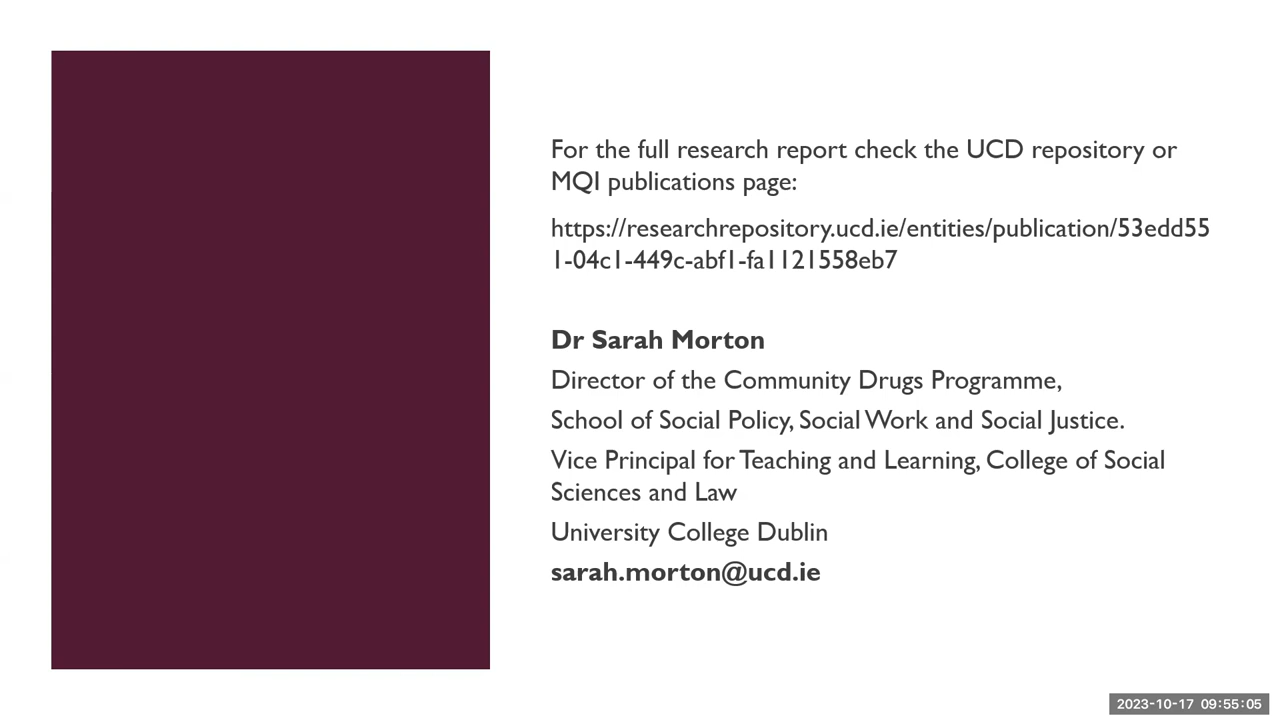 For the full research report check the UCD repository or
MQI publications page:
https://researchrepository.ucd.ie/entities/publication/53edd55
1-04c1-449c-abf1-fa1121558eb7
Dr Sarah Morton
Director of the Community Drugs Programme,
School of Social Policy, Social Work and Social Justice.
Vice Principal for Teaching and Learning, College of Social
Sciences and Law
University College Dublin
sarah.morton@ucd.ie
2023-10-17 09:55:05